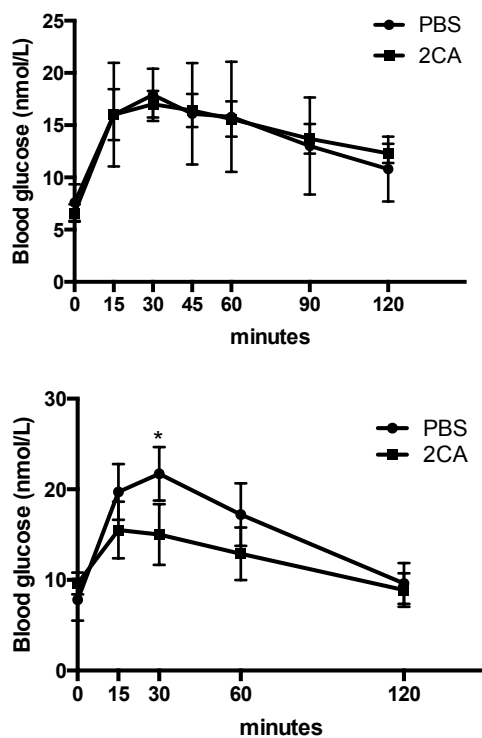 25
20
15
10
5
0
Blood glucose (nmol/L)
PBS
2CA
0 15 30 45 60 90 120
minutes
30
20
10
0
Blood glucose (nmol/L)
*
PBS
2CA
0 15 30 60 120
minutes